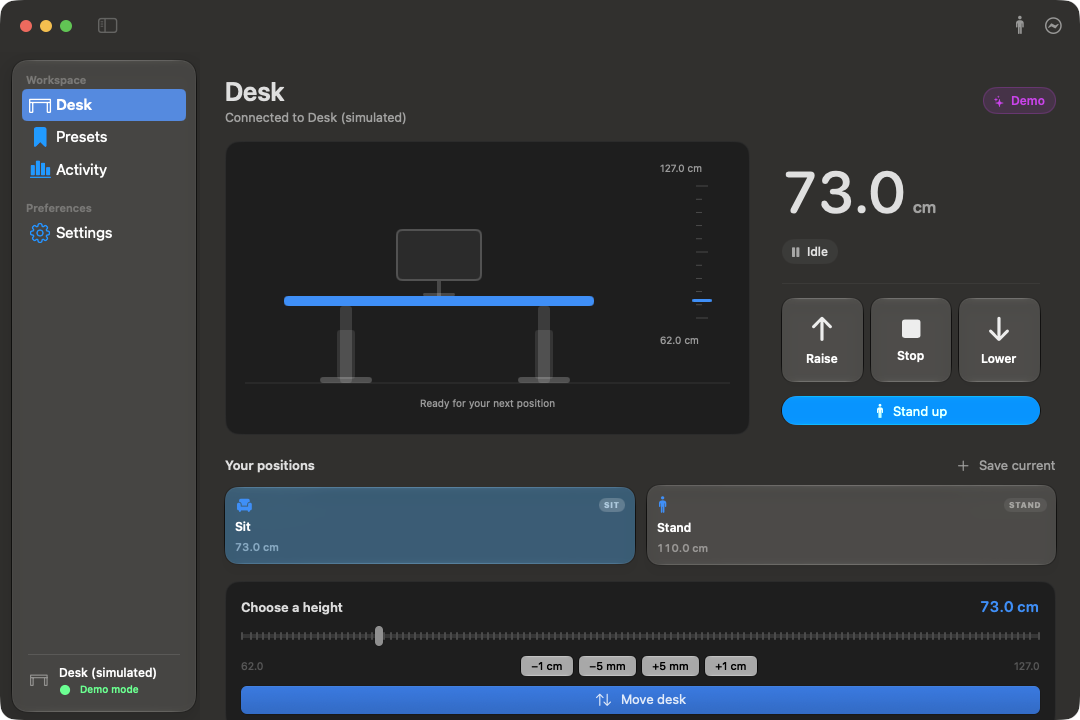 Workspace
Desk
Presets
Activity
Preferences
Settings
Desk (simulated)
Demo mode
Desk
Connected to Desk (simulated)
Demo
127.0 cm
62.0 cm
Ready for your next position
73.0 cm
Idle
Raise
Stop
Lower
Stand up
Your positions
Save current
SIT
Sit
73.0 cm
STAND
Stand
110.0 cm
Choose a height
73.0 cm
62.0
−1 cm
−5 mm
+5 mm
+1 cm
127.0
Move desk